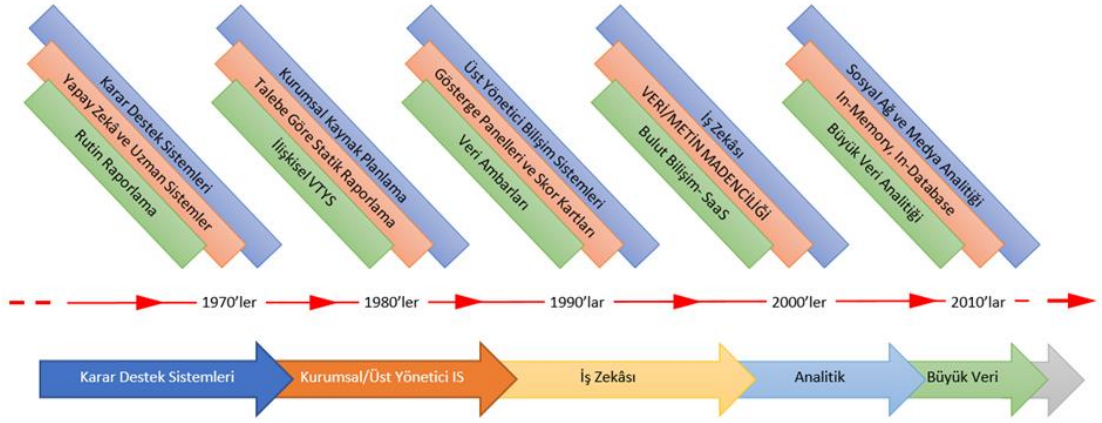 Karar Destek Sistemleri
Yapay Zekâ ve Uzman Sistemler
Rutin Raporlama
Kurumsal Kaynak Planlama
Talebe Göre Statik Raporlama
İlişkisel VTYS
Üst Yönetici Bilişim Sistemleri
Gösterge Panelleri ve Skor Kartları
Veri Ambarları
İş Zekâsı
VERİ/METİN MADENCİLİĞİ
Bulut Bilişim- SaaS
Sosyal Ağ ve Medya Analitiği
In-Memory, In-Database
Büyük Veri Analitiği
1970’ler
1980’ler
1990’lar
2000’ler
2010’lar
Karar Destek Sistemleri
Kurumsal/Üst Yönetici IS
İş Zekâsı
Analitik
Büyük Veri